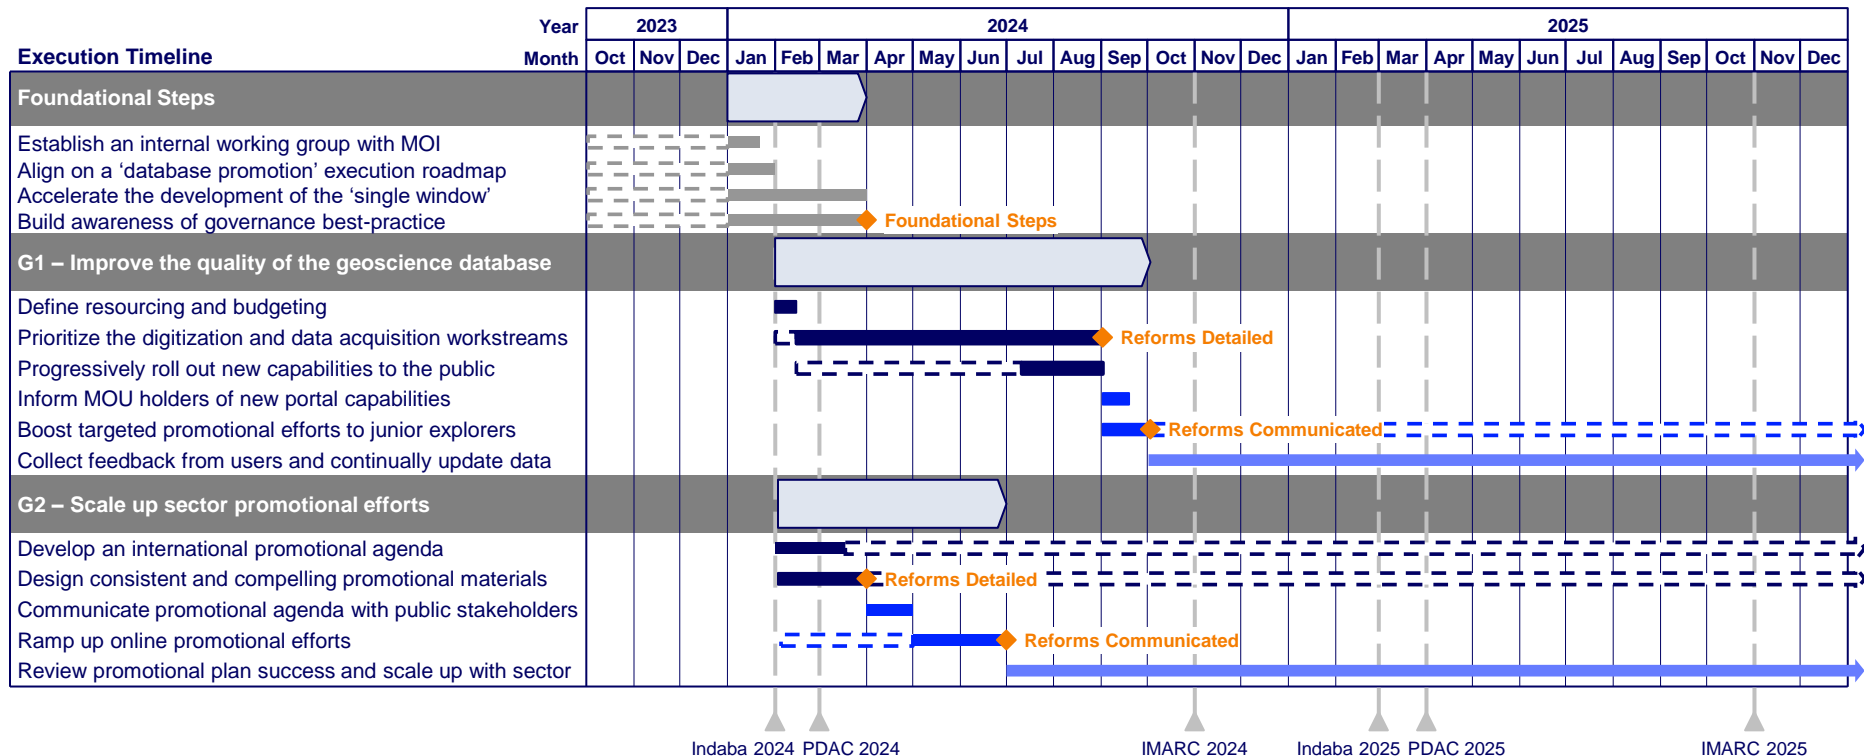 Year 2023 2024 2025
Execution Timeline Month Oct Nov Dec Jan Feb Mar Apr May Jun Jul Aug Sep Oct Nov Dec Jan Feb Mar Apr May Jun Jul Aug Sep Oct Nov Dec
Foundational Steps
Establish an internal working group with MOI
Align on a ‘database promotion’ execution roadmap
Accelerate the development of the ‘single window’
Build awareness of governance best-practice Foundational Steps
G1 – Improve the quality of the geoscience database
Define resourcing and budgeting
Prioritize the digitization and data acquisition workstreams Reforms Detailed
Progressively roll out new capabilities to the public
Inform MOU holders of new portal capabilities
Boost targeted promotional efforts to junior explorers Reforms Communicated
Collect feedback from users and continually update data
G2 – Scale up sector promotional efforts
Develop an international promotional agenda
Design consistent and compelling promotional materials Reforms Detailed
Communicate promotional agenda with public stakeholders
Ramp up online promotional efforts Reforms Communicated
Review promotional plan success and scale up with sector
Indaba 2024 PDAC 2024 IMARC 2024 Indaba 2025 PDAC 2025 IMARC 2025